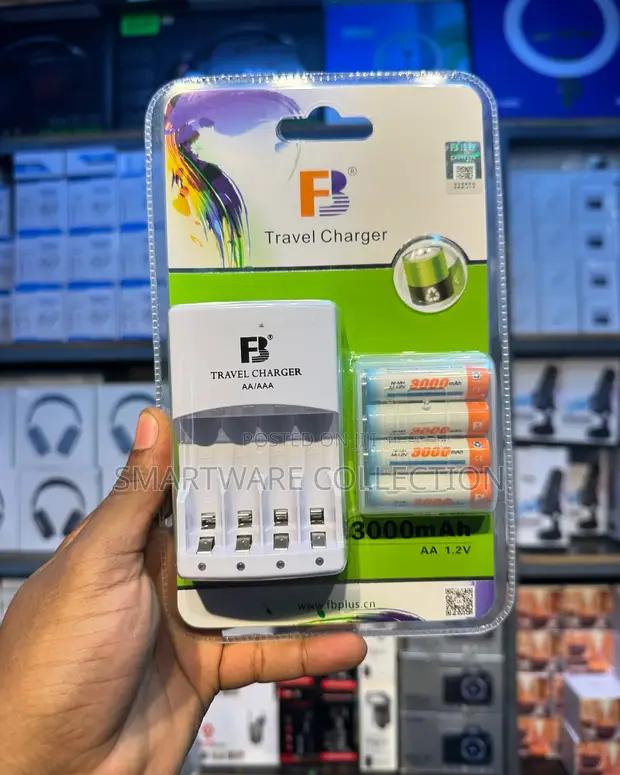 FB®
Travel Charger
FB®
TRAVEL CHARGER
AA/AAA
3000mAh
3000mAh
3000mAh
3000
POSTED ON
SMARTWARE COLLECTION
3000mAh
AA 1.2V
www.fbplus.cn